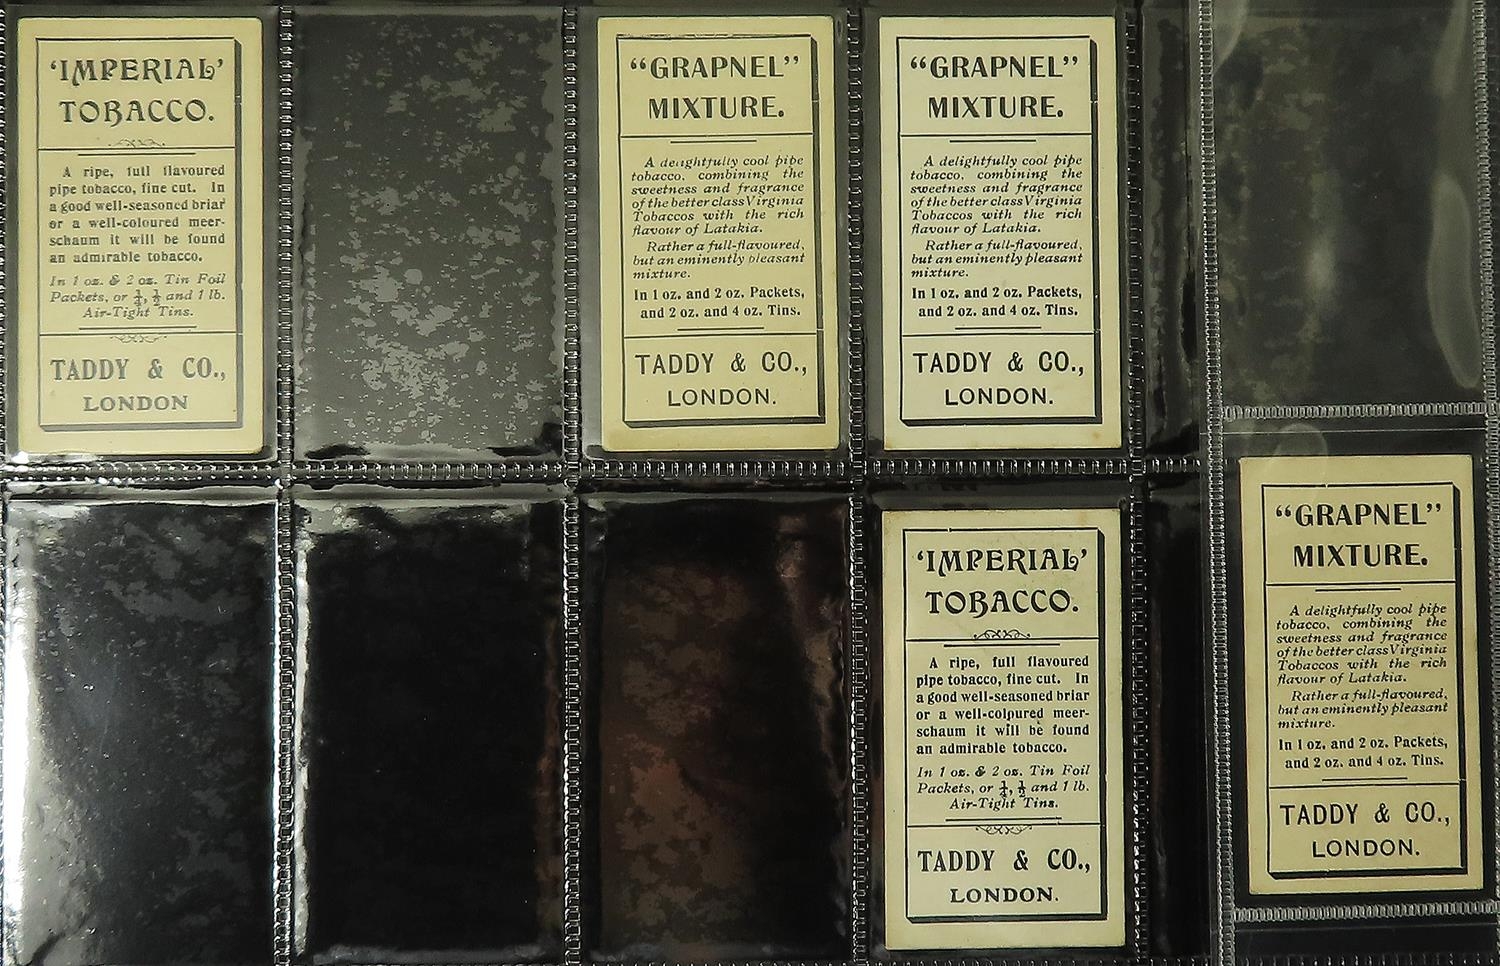 'IMPERIAL'
TOBACCO.
A ripe, full flavoured
pipe tobacco, fine cut. In
a good well-seasoned briar
or a well-coloured meer-
schaum it will be found
an admirable tobacco.
In 1 oz. & 2 oz. Tin Foil
Packets, or ¼, ½ and 1 lb.
Air-Tight Tins.
TADDY & CO.,
LONDON
"GRAPNEL"
MIXTURE.
A delightfully cool pipe
tobacco, combining the
sweetness and fragrance
of the better class Virginia
Tobaccos with the rich
flavour of Latakia.
Rather a full-flavoured,
but an eminently pleasant
mixture.
In 1 oz. and 2 oz. Packets,
and 2 oz. and 4 oz. Tins.
TADDY & CO.,
LONDON.
"GRAPNEL"
MIXTURE.
A delightfully cool pipe
tobacco, combining the
sweetness and fragrance
of the better class Virginia
Tobaccos with the rich
flavour of Latakia.
Rather a full-flavoured,
but an eminently pleasant
mixture.
In 1 oz. and 2 oz. Packets,
and 2 oz. and 4 oz. Tins.
TADDY & CO.,
LONDON.
'IMPERIAL'
TOBACCO.
A ripe, full flavoured
pipe tobacco, fine cut. In
a good well-seasoned briar
or a well-coloured meer-
schaum it will be found
an admirable tobacco.
In 1 oz. & 2 oz. Tin Foil
Packets, or ¼, ½ and 1 lb.
Air-Tight Tins.
TADDY & CO.,
LONDON.
"GRAPNEL"
MIXTURE.
A delightfully cool pipe
tobacco, combining the
sweetness and fragrance
of the better class Virginia
Tobaccos with the rich
flavour of Latakia.
Rather a full-flavoured,
but an eminently pleasant
mixture.
In 1 oz. and 2 oz. Packets,
and 2 oz. and 4 oz. Tins.
TADDY & CO.,
LONDON.